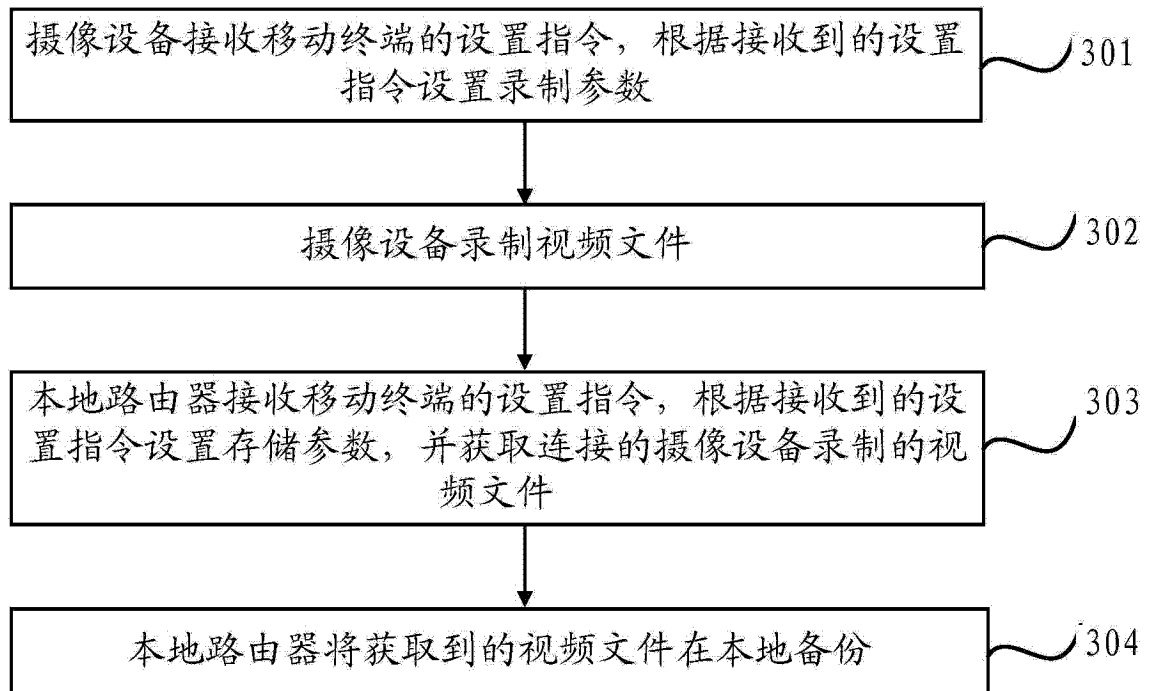 摄像设备接收移动终端的设置指令，根据接收到的设置
指令设置录制参数
301
摄像设备录制视频文件
302
本地路由器接收移动终端的设置指令，根据接收到的设
置指令设置存储参数，并获取连接的摄像设备录制的视
频文件
303
本地路由器将获取到的视频文件在本地备份
304